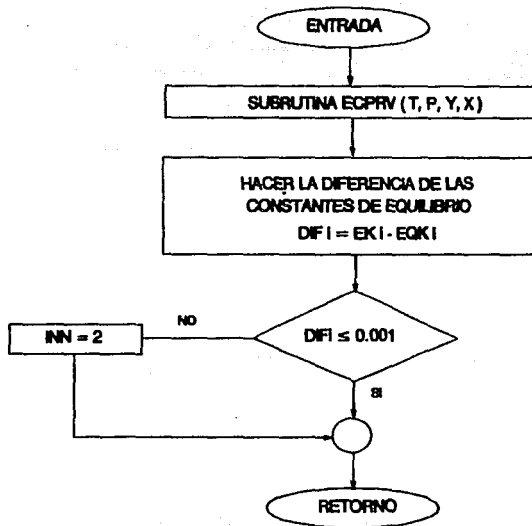 ENTRADA
SUBRUTINA ECPRV ( T, P, Y, X )
HACER LA DIFERENCIA DE LAS
CONSTANTES DE EQUILIBRIO
DIF i = EK i - EQK i
DIFi ≤ 0.001
NO
INN = 2
SI
RETORNO